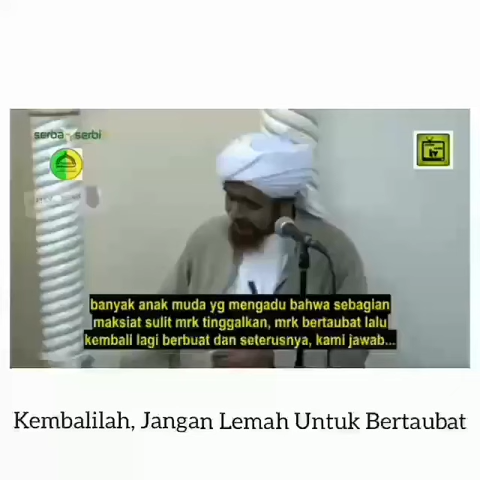 serba serbi
tv
banyak anak muda yg mengadu bahwa sebagian
maksiat sulit mrk tinggalkan, mrk bertaubat lalu
kembali lagi berbuat dan seterusnya, kami jawab...
Kembalilah, Jangan Lemah Untuk Bertaubat